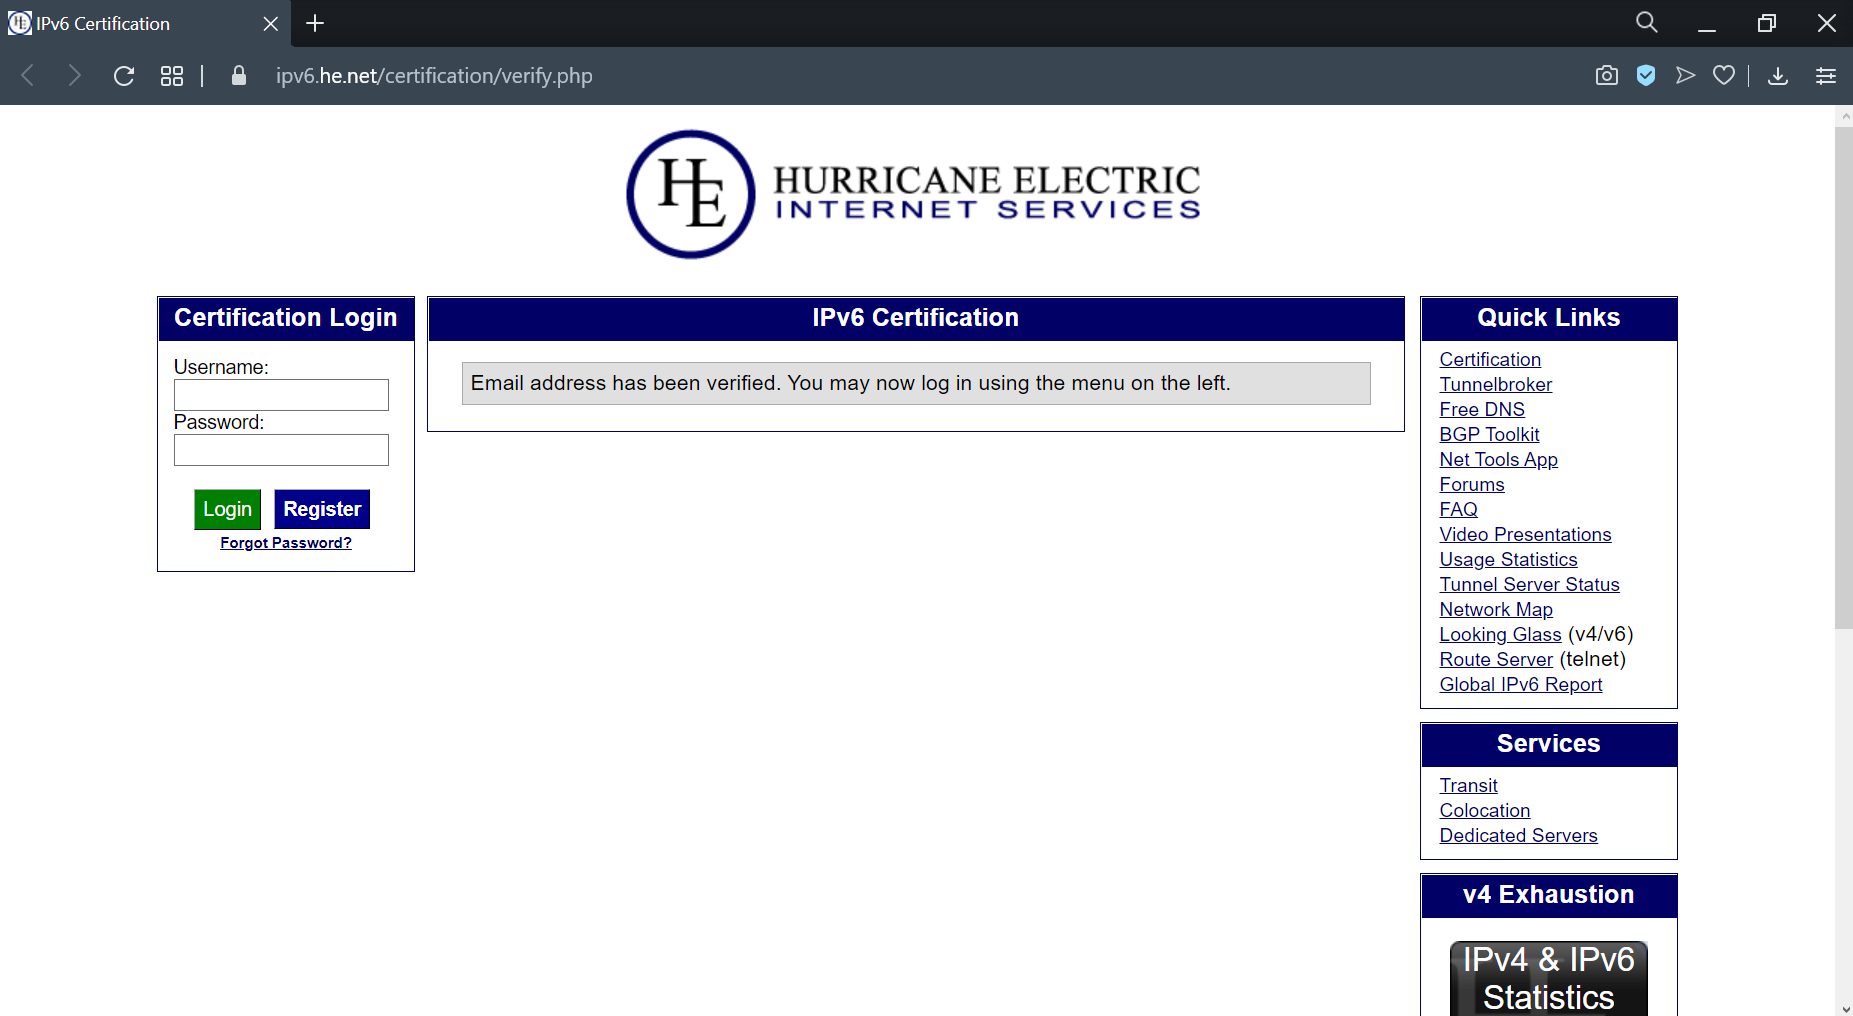 IPv6 Certification
ipv6.he.net/certification/verify.php
HE
HURRICANE ELECTRIC
INTERNET SERVICES
Certification Login
Username:
Password:
Login Register
Forgot Password?
IPv6 Certification
Email address has been verified. You may now log in using the menu on the left.
Quick Links
Certification
Tunnelbroker
Free DNS
BGP Toolkit
Net Tools App
Forums
FAQ
Video Presentations
Usage Statistics
Tunnel Server Status
Network Map
Looking Glass (v4/v6)
Route Server (telnet)
Global IPv6 Report
Services
Transit
Colocation
Dedicated Servers
v4 Exhaustion
IPv4 & IPv6
Statistics